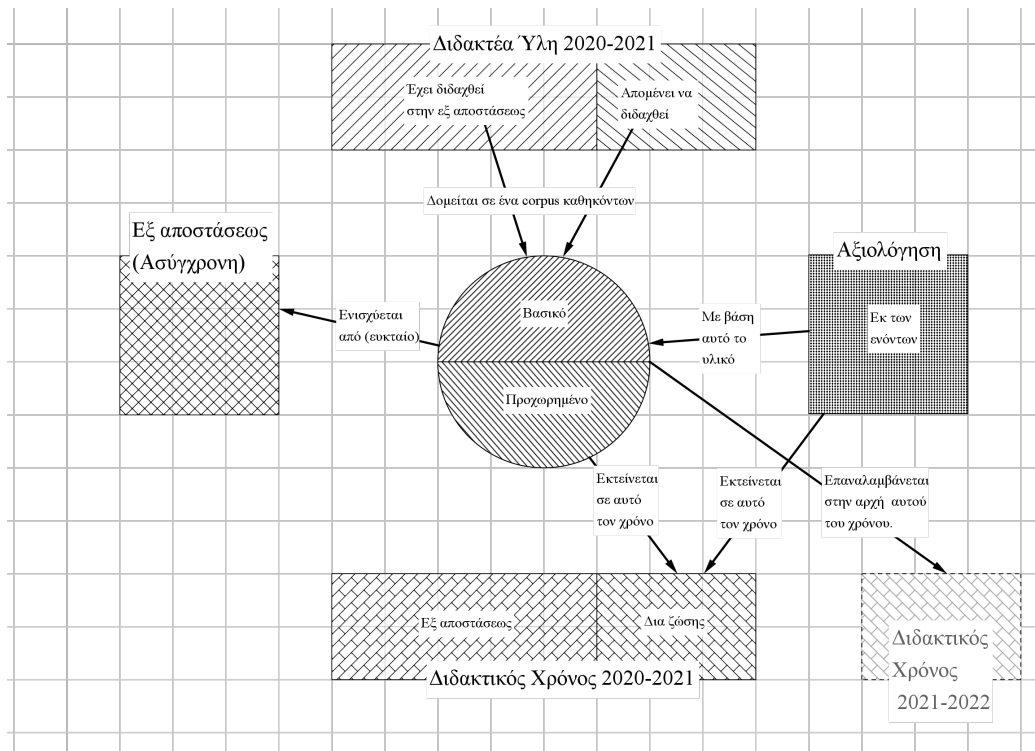 Διδακτέα Ύλη 2020-2021
Έχει διδαχθεί
στην εξ αποστάσεως
Απομένει να
διδαχθεί
Δομείται σε ένα corpus καθηκόντων
Εξ αποστάσεως
(Ασύγχρονη)
Αξιολόγηση
Ενισχύεται
από (ευκταίο)
Βασικό
Με βάση
αυτό το
υλικό
Εκ των
ενόντων
Προχωρημένο
Εκτείνεται
σε αυτό
τον χρόνο
Εκτείνεται
σε αυτό
τον χρόνο
Επαναλαμβάνεται
στην αρχή αυτού
του χρόνου.
Εξ αποστάσεως
Δια ζώσης
Διδακτικός Χρόνος 2020-2021
Διδακτικός
Χρόνος
2021-2022